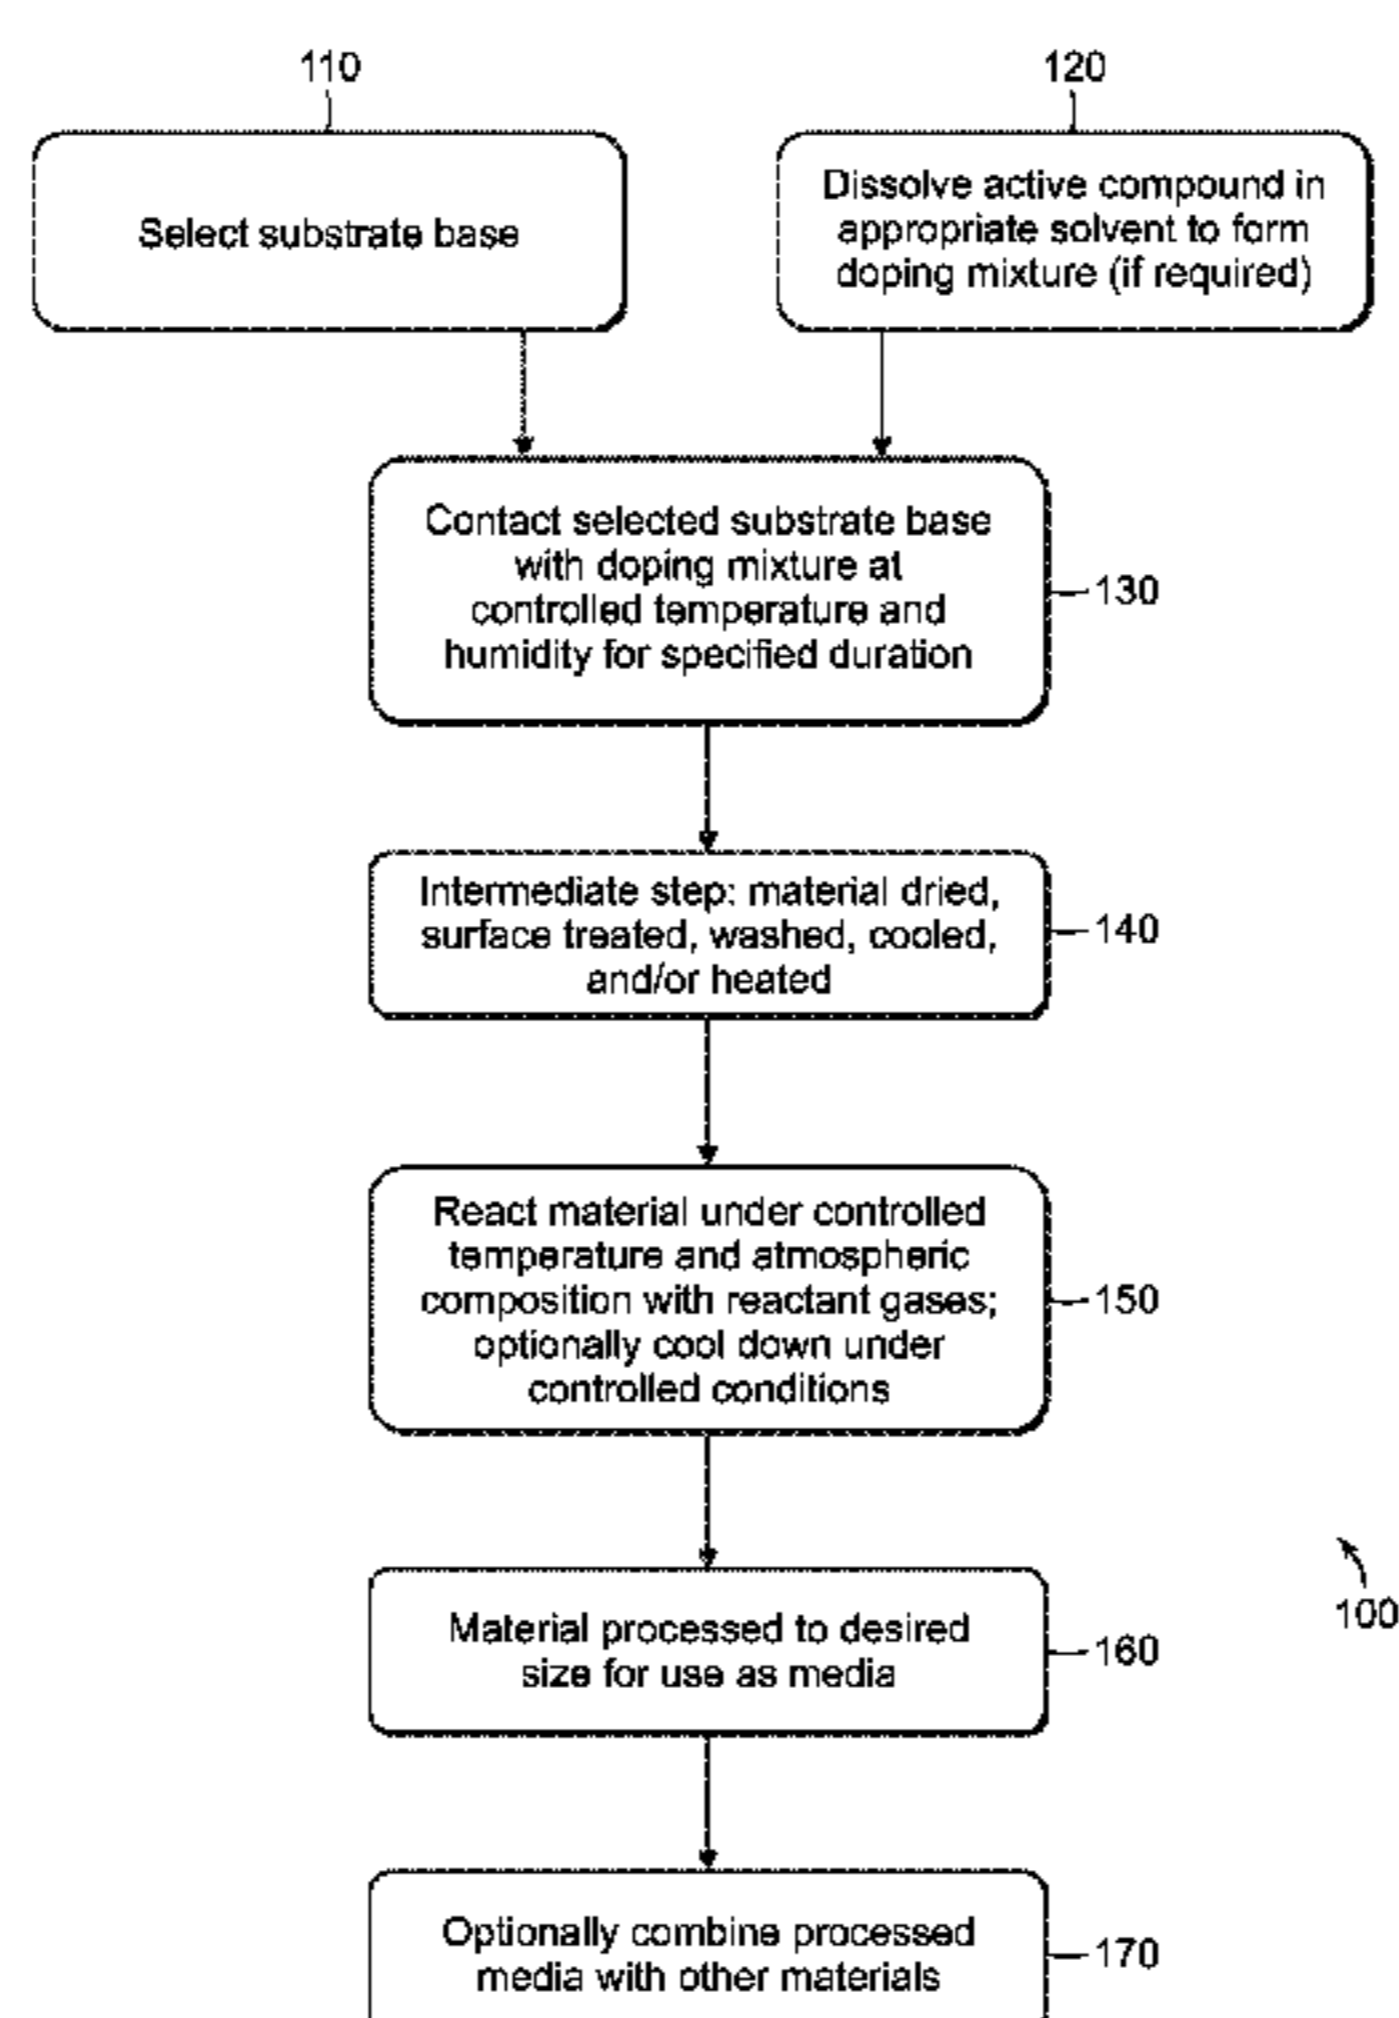 110
120
Select substrate base
Dissolve active compound in
appropriate solvent to form
doping mixture (if required)
Contact selected substrate base
with doping mixture at
controlled temperature and
humidity for specified duration
130
Intermediate step: material dried,
surface treated, washed, cooled,
and/or heated
140
React material under controlled
temperature and atmospheric
composition with reactant gases;
optionally cool down under
controlled conditions
150
100
Material processed to desired
size for use as media
160
Optionally combine processed
media with other materials
170